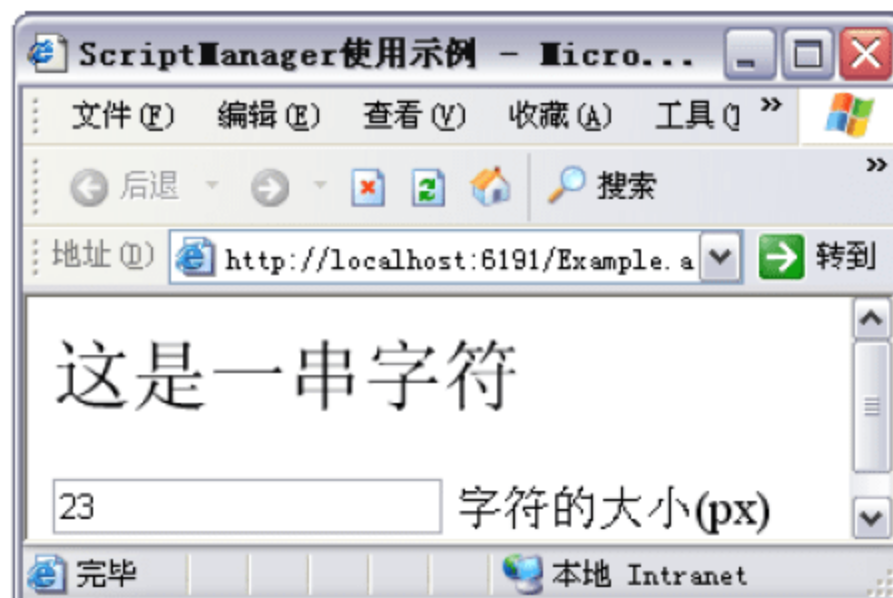 ScriptManager使用示例 - Micro...
文件(F) 编辑(E) 查看(V) 收藏(A) 工具(T »
后退 搜索 »
地址(D) http://localhost:6191/Example.a 转到
这是一串字符
23 字符的大小(px)
完毕 本地 Intranet